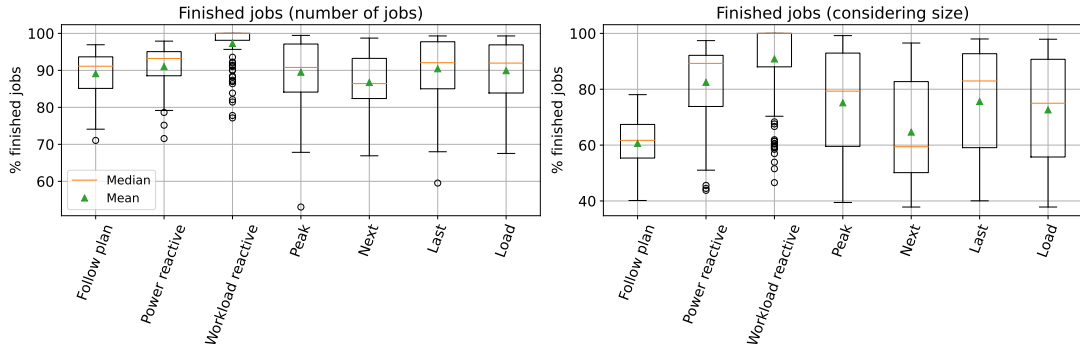 Finished jobs (number of jobs)
% finished jobs
100
90
80
70
60
Median
Mean
Follow plan
Power reactive
Workload reactive
Peak
Next
Last
Load
Finished jobs (considering size)
% finished jobs
100
80
60
40
Follow plan
Power reactive
Workload reactive
Peak
Next
Last
Load